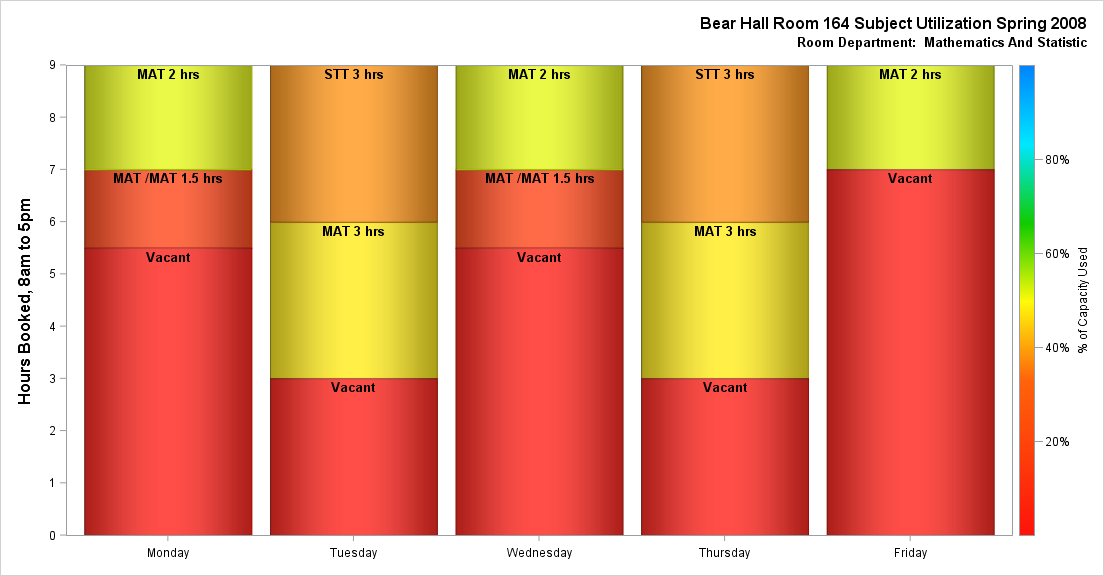 Bear Hall Room 164 Subject Utilization Spring 2008
Room Department:  Mathematics And Statistic
Hours Booked, 8am to 5pm
9
8
7
6
5
4
3
2
1
0
MAT 2 hrs
MAT /MAT 1.5 hrs
Vacant
STT 3 hrs
MAT 3 hrs
Vacant
MAT 2 hrs
MAT /MAT 1.5 hrs
Vacant
STT 3 hrs
MAT 3 hrs
Vacant
MAT 2 hrs
Vacant
Monday
Tuesday
Wednesday
Thursday
Friday
80%
60%
40%
20%
% of Capacity Used